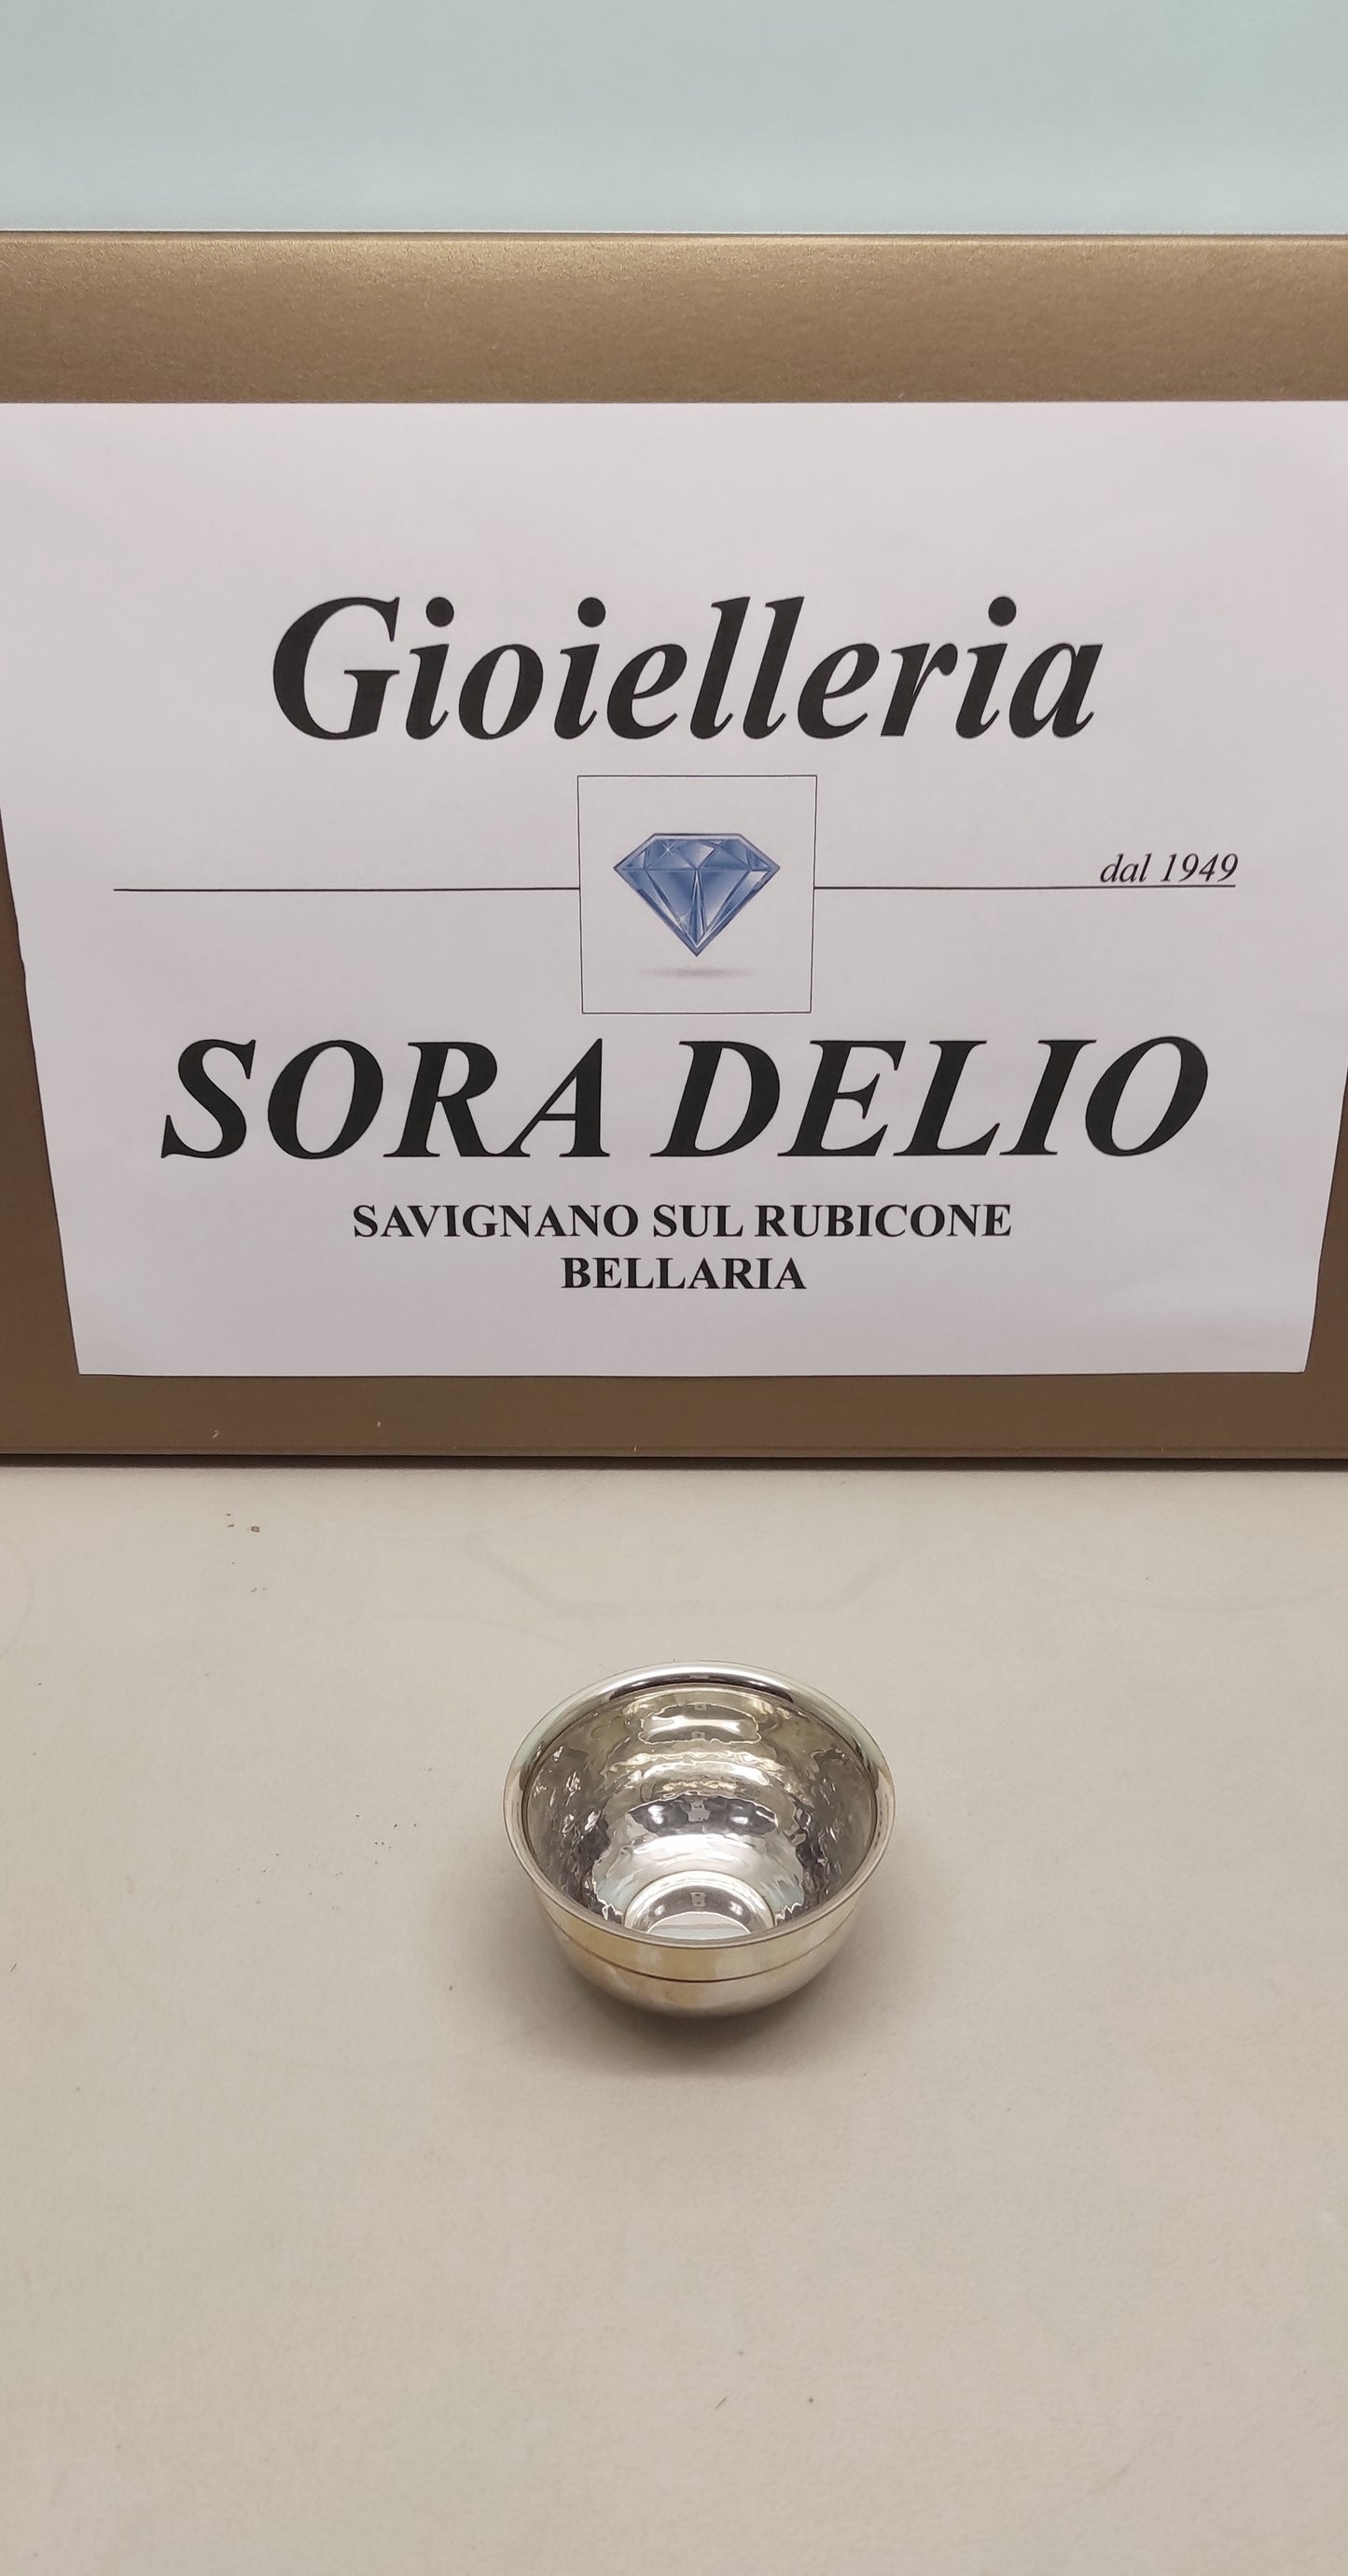 Gioielleria
dal 1949
SORA DELIO
SAVIGNANO SUL RUBICONE
BELLARIA